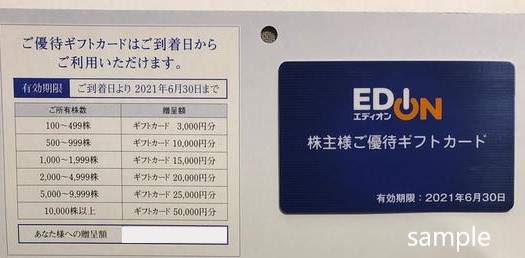 ご優待ギフトカードはご到着日から
ご利用いただけます。
有効期限 ご到着日より 2021年6月30日まで
ご所有株数 贈呈額
100〜499株 ギフトカード 3,000円分
500〜999株 ギフトカード 10,000円分
1,000〜1,999株 ギフトカード 15,000円分
2,000〜4,999株 ギフトカード 20,000円分
5,000〜9,999株 ギフトカード 25,000円分
10,000株以上 ギフトカード 50,000円分
あなた様への贈呈額
EDION
エディオン
株主様ご優待ギフトカード
有効期限：2021年6月30日
sample